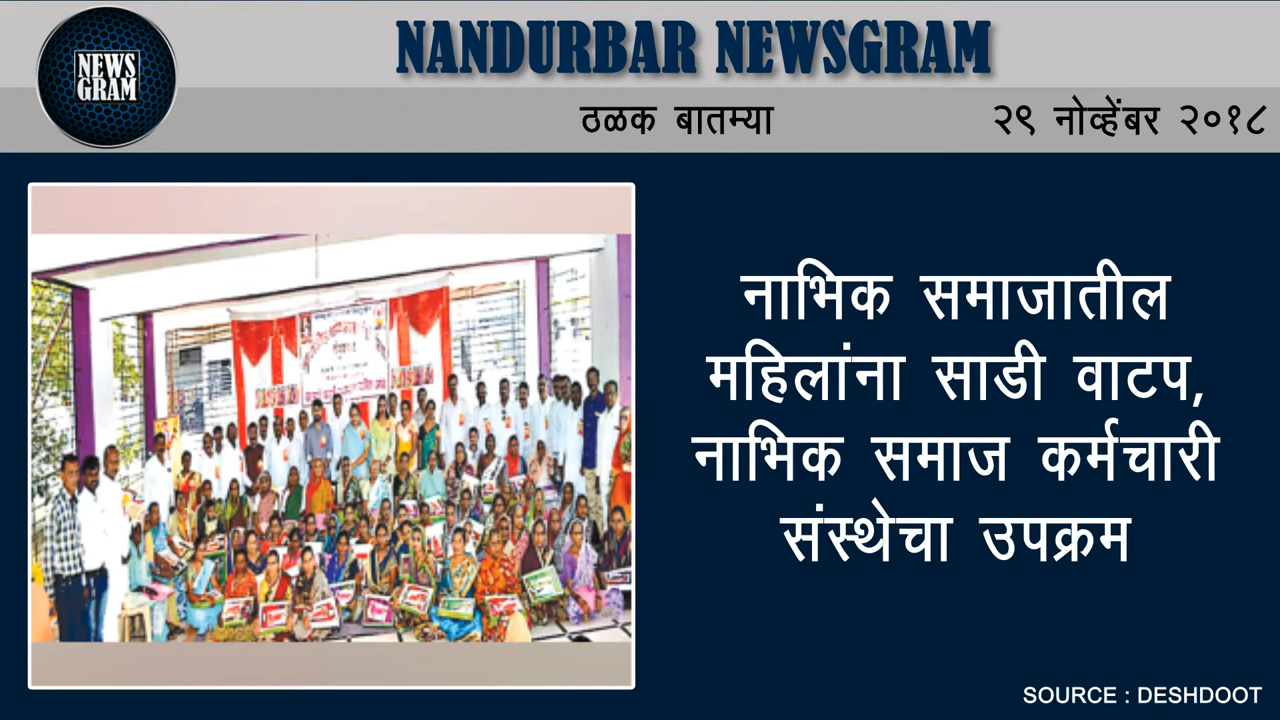 NEWS
GRAM
NANDURBAR NEWSGRAM
ठळक बातम्या
२९ नोव्हेंबर २०१८
नाभिक समाजातील
महिलांना साडी वाटप,
नाभिक समाज कर्मचारी
संस्थेचा उपक्रम
SOURCE : DESHDOOT